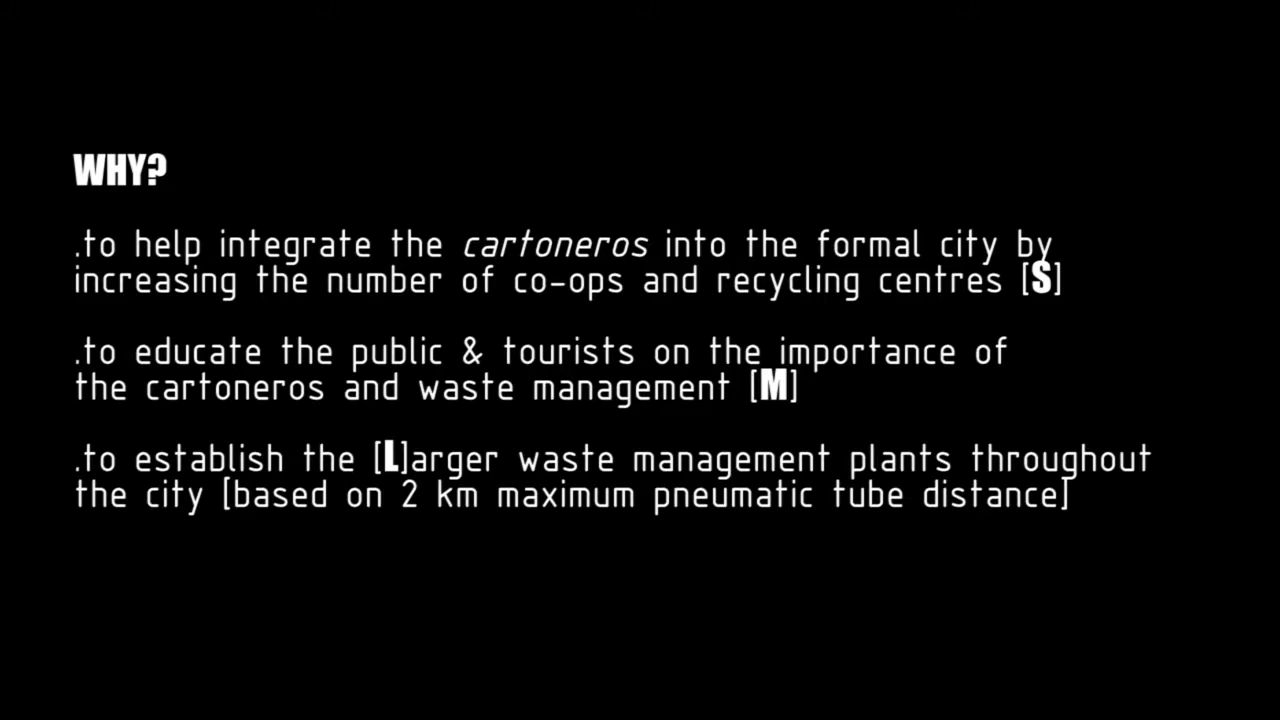 WHY?
.to help integrate the cartoneros into the formal city by
increasing the number of co-ops and recycling centres [S]
.to educate the public & tourists on the importance of
the cartoneros and waste management [M]
.to establish the [L]arger waste management plants throughout
the city [based on 2 km maximum pneumatic tube distance]